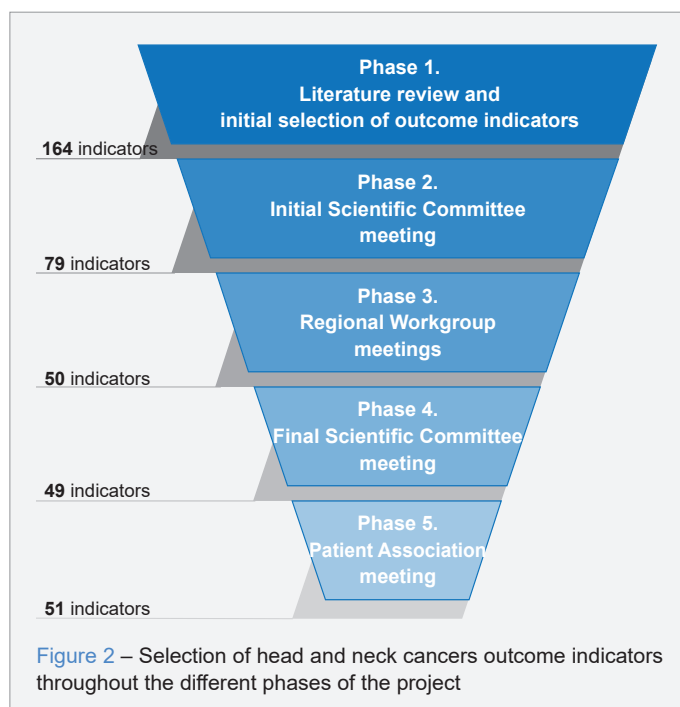 Phase 1.
Literature review and
initial selection of outcome indicators
164 indicators
Phase 2.
Initial Scientific Committee
meeting
79 indicators
Phase 3.
Regional Workgroup
meetings
50 indicators
Phase 4.
Final Scientific Committee
meeting
49 indicators
Phase 5.
Patient Association
meeting
51 indicators
Figure 2 – Selection of head and neck cancers outcome indicators
throughout the different phases of the project